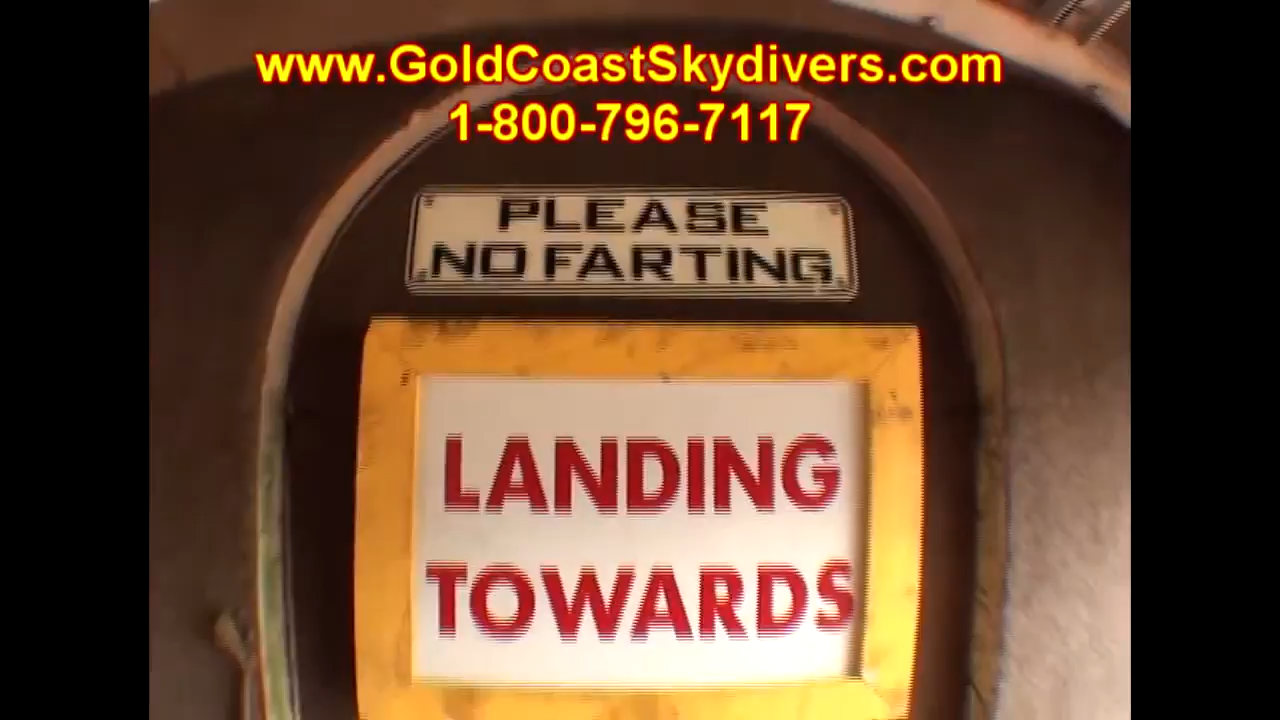 www.GoldCoastSkydivers.com
1-800-796-7117
PLEASE
NO FARTING
LANDING
TOWARDS